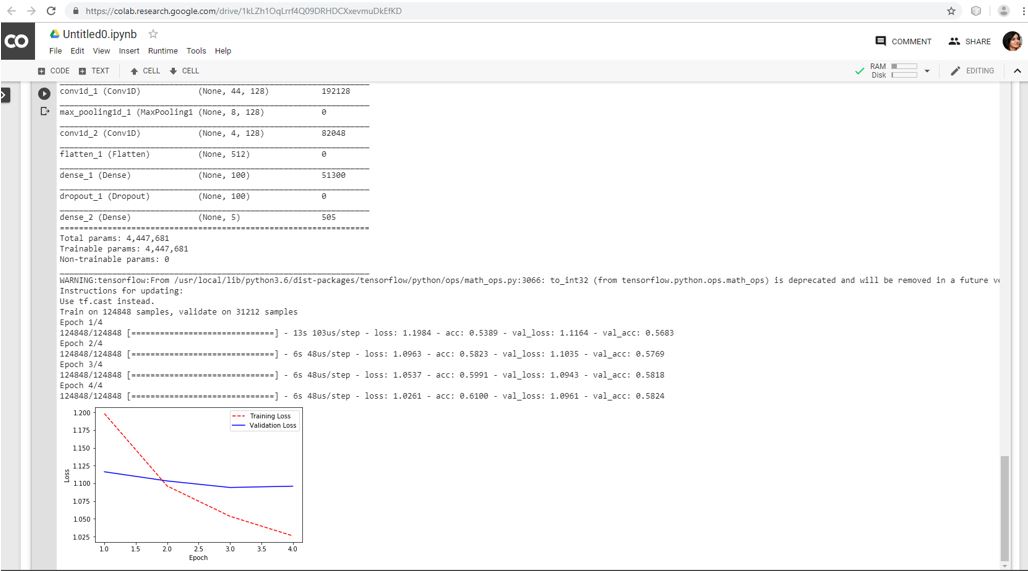 https://colab.research.google.com/drive/1kLZh1OqLrrf4Q09DRHDCXxevmuDkEfKD
CO
Untitled0.ipynb
File Edit View Insert Runtime Tools Help
COMMENT SHARE
CODE TEXT CELL CELL
RAM
Disk
EDITING
conv1d_1 (Conv1D) (None, 44, 128) 192128
max_pooling1d_1 (MaxPooling1 (None, 8, 128) 0
conv1d_2 (Conv1D) (None, 4, 128) 82048
flatten_1 (Flatten) (None, 512) 0
dense_1 (Dense) (None, 100) 51300
dropout_1 (Dropout) (None, 100) 0
dense_2 (Dense) (None, 5) 505
=================================================================
Total params: 4,447,681
Trainable params: 4,447,681
Non-trainable params: 0
WARNING:tensorflow:From /usr/local/lib/python3.6/dist-packages/tensorflow/python/ops/math_ops.py:3066: to_int32 (from tensorflow.python.ops.math_ops) is deprecated and will be removed in a future
Instructions for updating:
Use tf.cast instead.
Train on 124848 samples, validate on 31212 samples
Epoch 1/4
124848/124848 [==============================] - 13s 103us/step - loss: 1.1984 - acc: 0.5389 - val_loss: 1.1164 - val_acc: 0.5683
Epoch 2/4
124848/124848 [==============================] - 6s 48us/step - loss: 1.0963 - acc: 0.5823 - val_loss: 1.1035 - val_acc: 0.5769
Epoch 3/4
124848/124848 [==============================] - 6s 48us/step - loss: 1.0537 - acc: 0.5991 - val_loss: 1.0943 - val_acc: 0.5818
Epoch 4/4
124848/124848 [==============================] - 6s 48us/step - loss: 1.0261 - acc: 0.6100 - val_loss: 1.0961 - val_acc: 0.5824
Training Loss
Validation Loss
1.200
1.175
1.150
1.125
1.100
1.075
1.050
1.025
Loss
1.0 1.5 2.0 2.5 3.0 3.5 4.0
Epoch